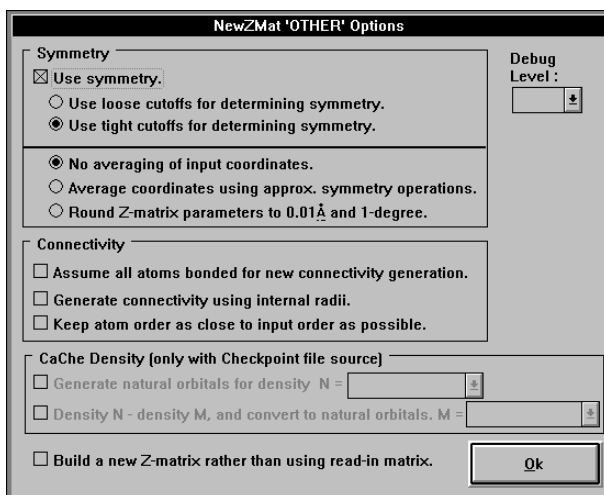 NewZMat 'OTHER' Options
Symmetry
Use symmetry.
Use loose cutoffs for determining symmetry.
Use tight cutoffs for determining symmetry.
No averaging of input coordinates.
Average coordinates using approx. symmetry operations.
Round Z-matrix parameters to 0.01Å and 1-degree.
Debug
Level :
Connectivity
Assume all atoms bonded for new connectivity generation.
Generate connectivity using internal radii.
Keep atom order as close to input order as possible.
CaChe Density (only with Checkpoint file source)
Generate natural orbitals for density N =
Density N - density M, and convert to natural orbitals. M =
Build a new Z-matrix rather than using read-in matrix.
Ok